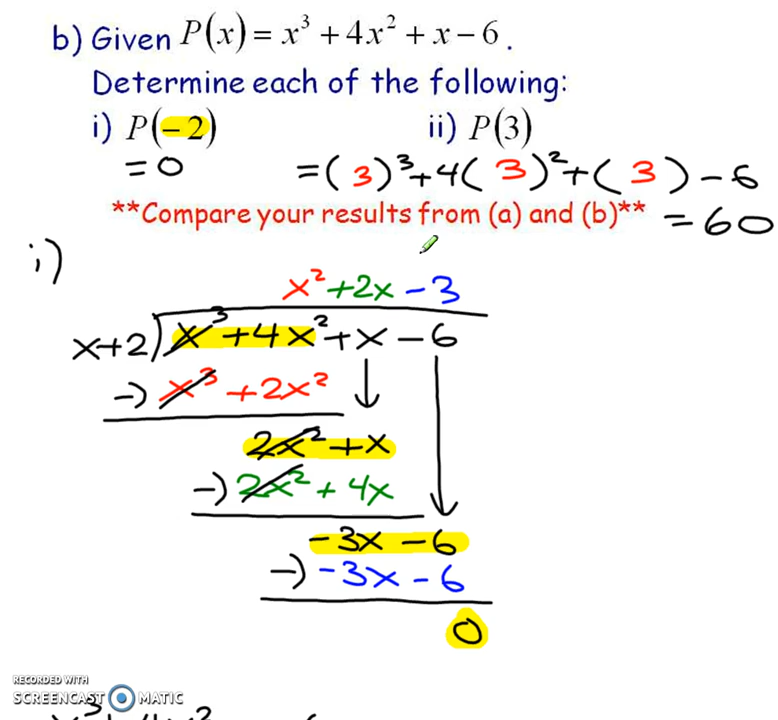 b) Given P(x) = x³ + 4x² + x − 6 .
Determine each of the following:
i) P(−2) ii) P(3)
= 0 = (3)³ + 4(3)² + (3) − 6
**Compare your results from (a) and (b)** = 60
i)
x² + 2x − 3
x+2 ) x³ + 4x² + x − 6
−) x³ + 2x²
2x² + x
−) 2x² + 4x
−3x − 6
−) −3x − 6
0
RECORDED WITH
SCREENCAST MATIC